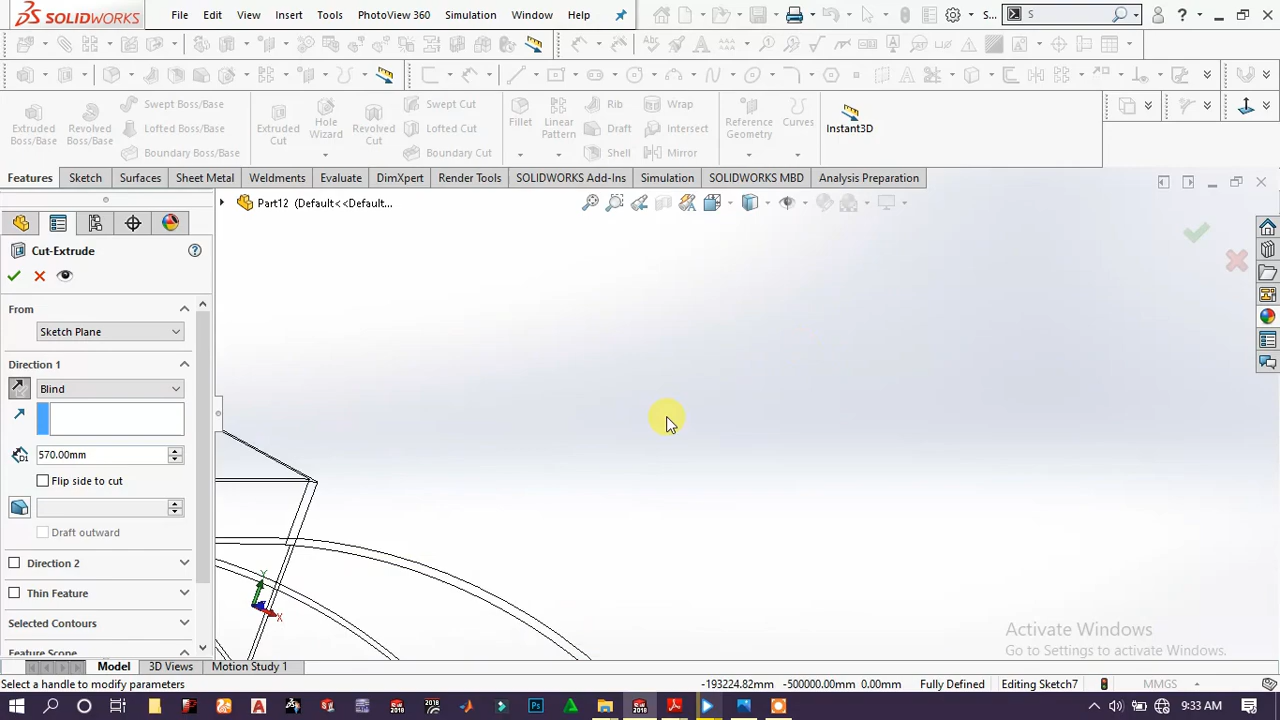 SOLIDWORKS File Edit View Insert Tools PhotoView 360 Simulation Window Help S... S ?
Extruded Boss/Base
Revolved Boss/Base
Swept Boss/Base
Lofted Boss/Base
Boundary Boss/Base
Extruded Cut
Hole Wizard
Revolved Cut
Swept Cut
Lofted Cut
Boundary Cut
Fillet
Linear Pattern
Rib
Draft
Shell
Wrap
Intersect
Mirror
Reference Geometry
Curves
Instant3D
Features Sketch Surfaces Sheet Metal Weldments Evaluate DimXpert Render Tools SOLIDWORKS Add-Ins Simulation SOLIDWORKS MBD Analysis Preparation
Part12 (Default<<Default...
Cut-Extrude
From
Sketch Plane
Direction 1
Blind
D1
570.00mm
Flip side to cut
Draft outward
Direction 2
Thin Feature
Selected Contours
Feature Scope
Y
X
Activate Windows
Go to Settings to activate Windows.
Model 3D Views Motion Study 1
Select a handle to modify parameters -193224.82mm -500000.00mm 0.00mm Fully Defined Editing Sketch7 MMGS
9:33 AM